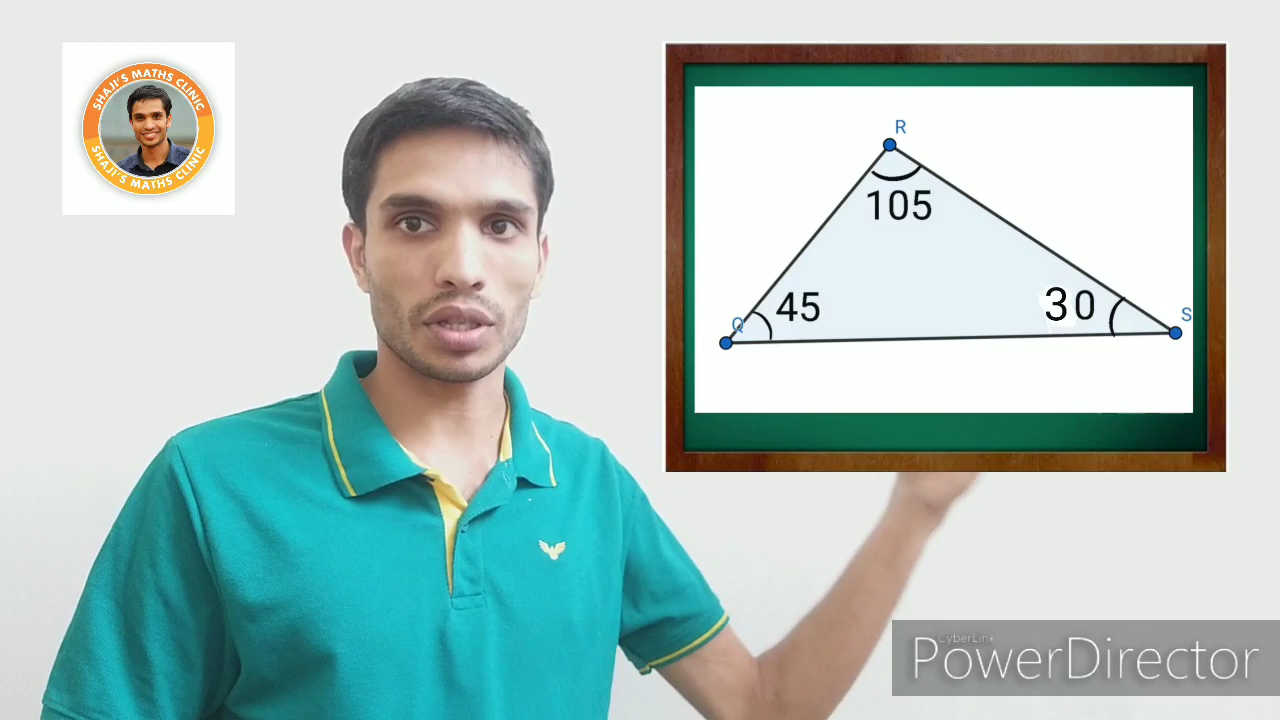 SHAJI'S MATHS CLINIC
SHAJI'S MATHS CLINIC
R
105
45
30
Q
S
CyberLink
PowerDirector